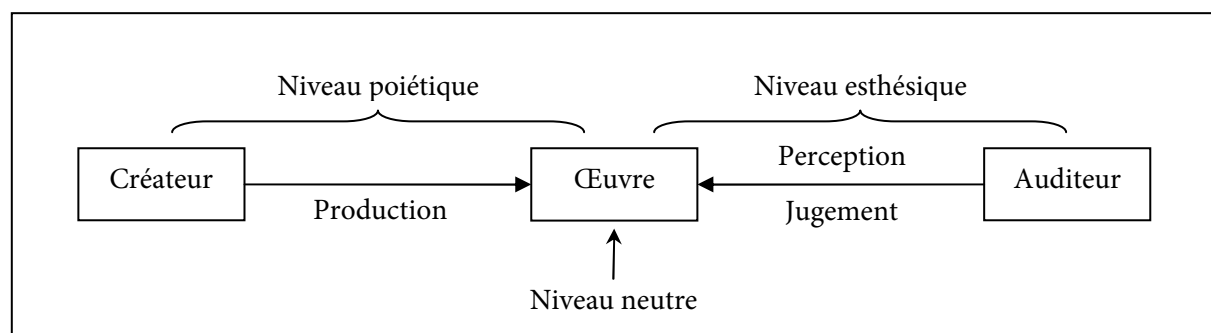 Niveau poiétique
Niveau esthésique
Créateur
Production
Œuvre
Perception
Jugement
Auditeur
Niveau neutre